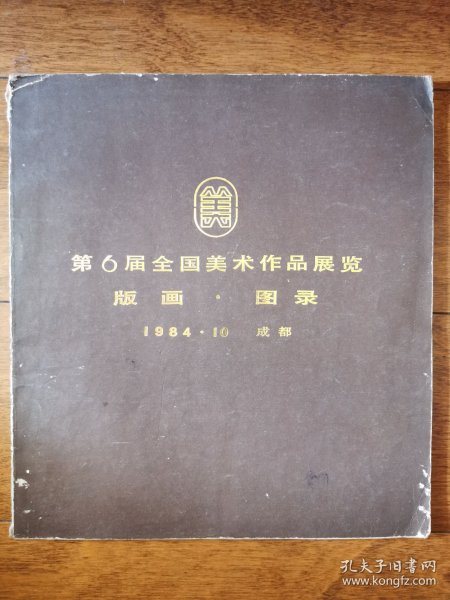 美
第6届全国美术作品展览
版画·图录
1984·10 成都
孔夫子旧书网
www.kongfz.com